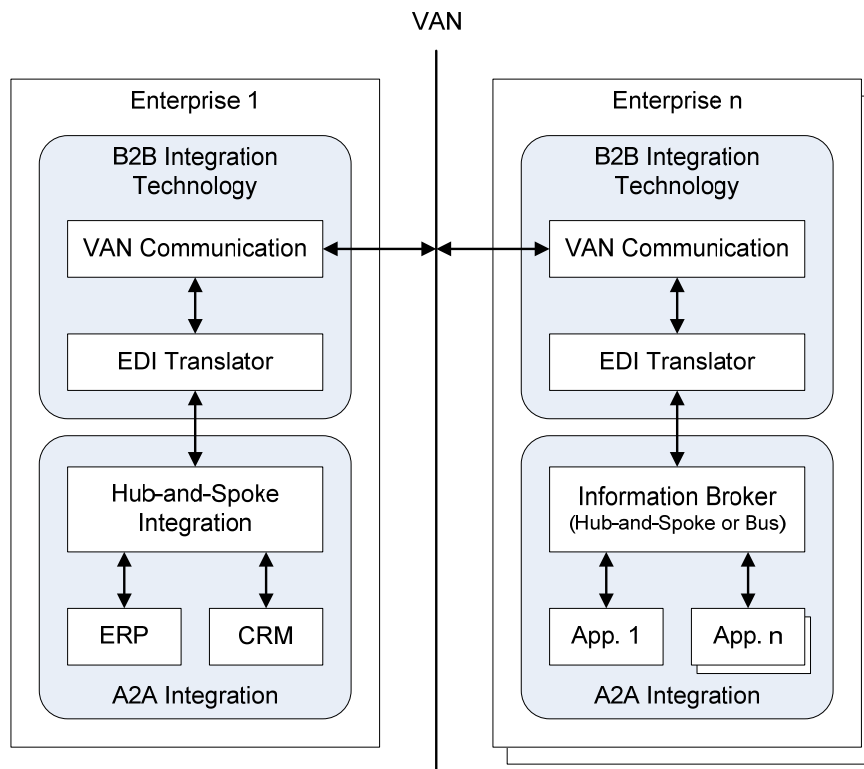 VAN
Enterprise 1
B2B Integration
Technology
VAN Communication
EDI Translator
Hub-and-Spoke
Integration
ERP
CRM
A2A Integration
Enterprise n
B2B Integration
Technology
VAN Communication
EDI Translator
Information Broker
(Hub-and-Spoke or Bus)
App. 1
App. n
A2A Integration